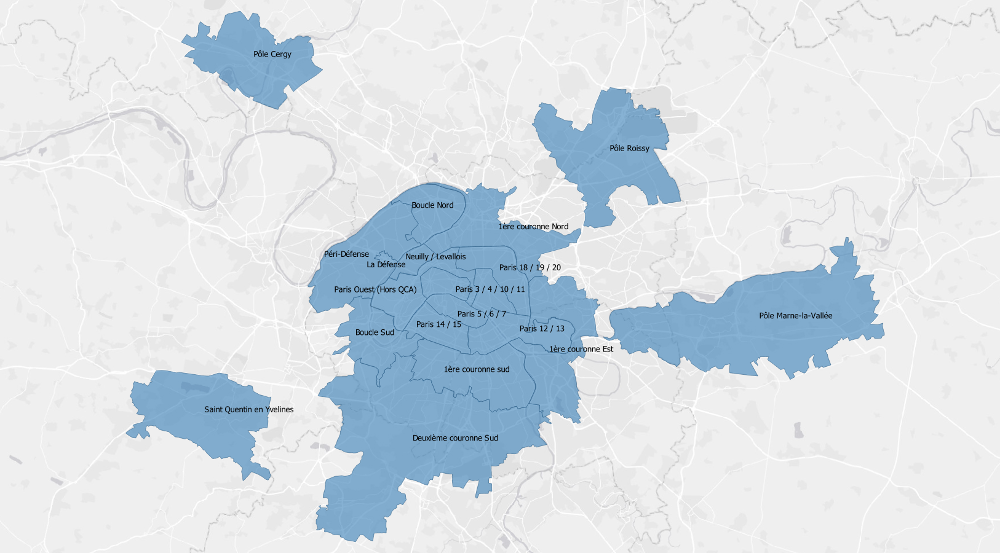 Pôle Cergy
Pôle Roissy
Boucle Nord
1ère couronne Nord
Péri-Défense
Neuilly / Levallois
La Défense
Paris 18 / 19 / 20
Paris Ouest (Hors QCA)
Paris 3 / 4 / 10 / 11
Paris 5 / 6 / 7
Pôle Marne-la-Vallée
Paris 14 / 15
Paris 12 / 13
Boucle Sud
1ère couronne Est
1ère couronne sud
Saint Quentin en Yvelines
Deuxième couronne Sud